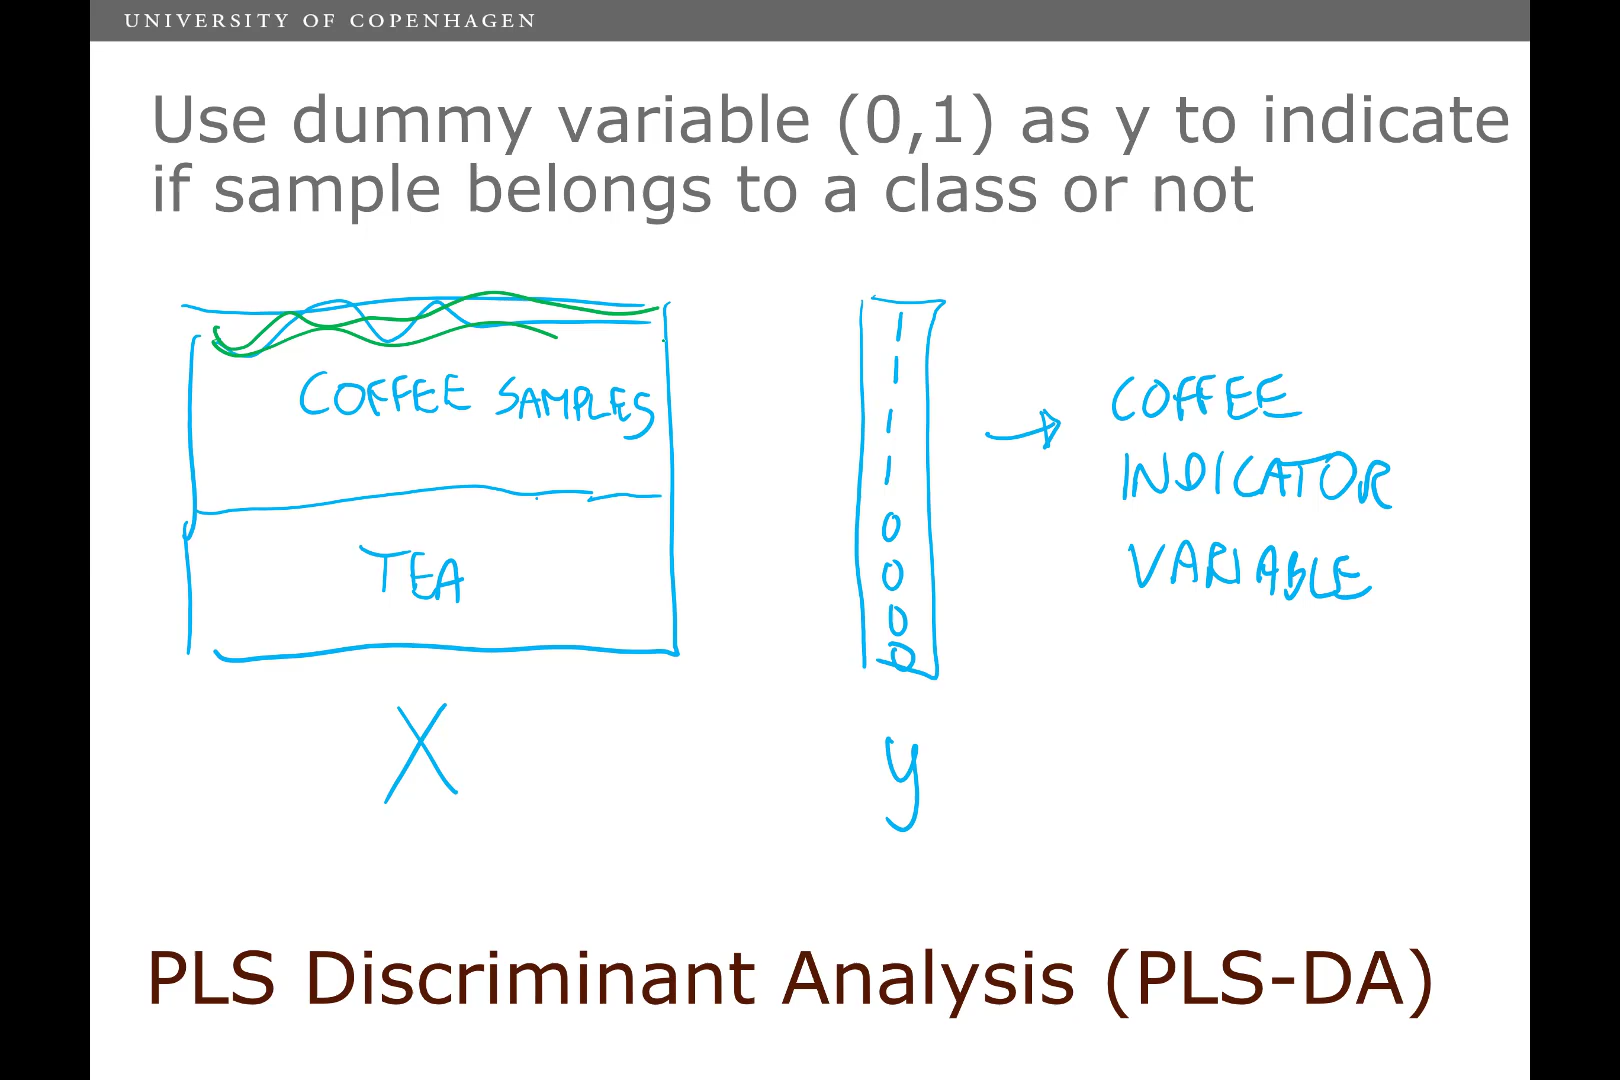 UNIVERSITY OF COPENHAGEN
Use dummy variable (0,1) as y to indicate
if sample belongs to a class or not
COFFEE SAMPLES
TEA
X
1
1
1
1
0
0
0
0
y
COFFEE
INDICATOR
VARIABLE
PLS Discriminant Analysis (PLS-DA)